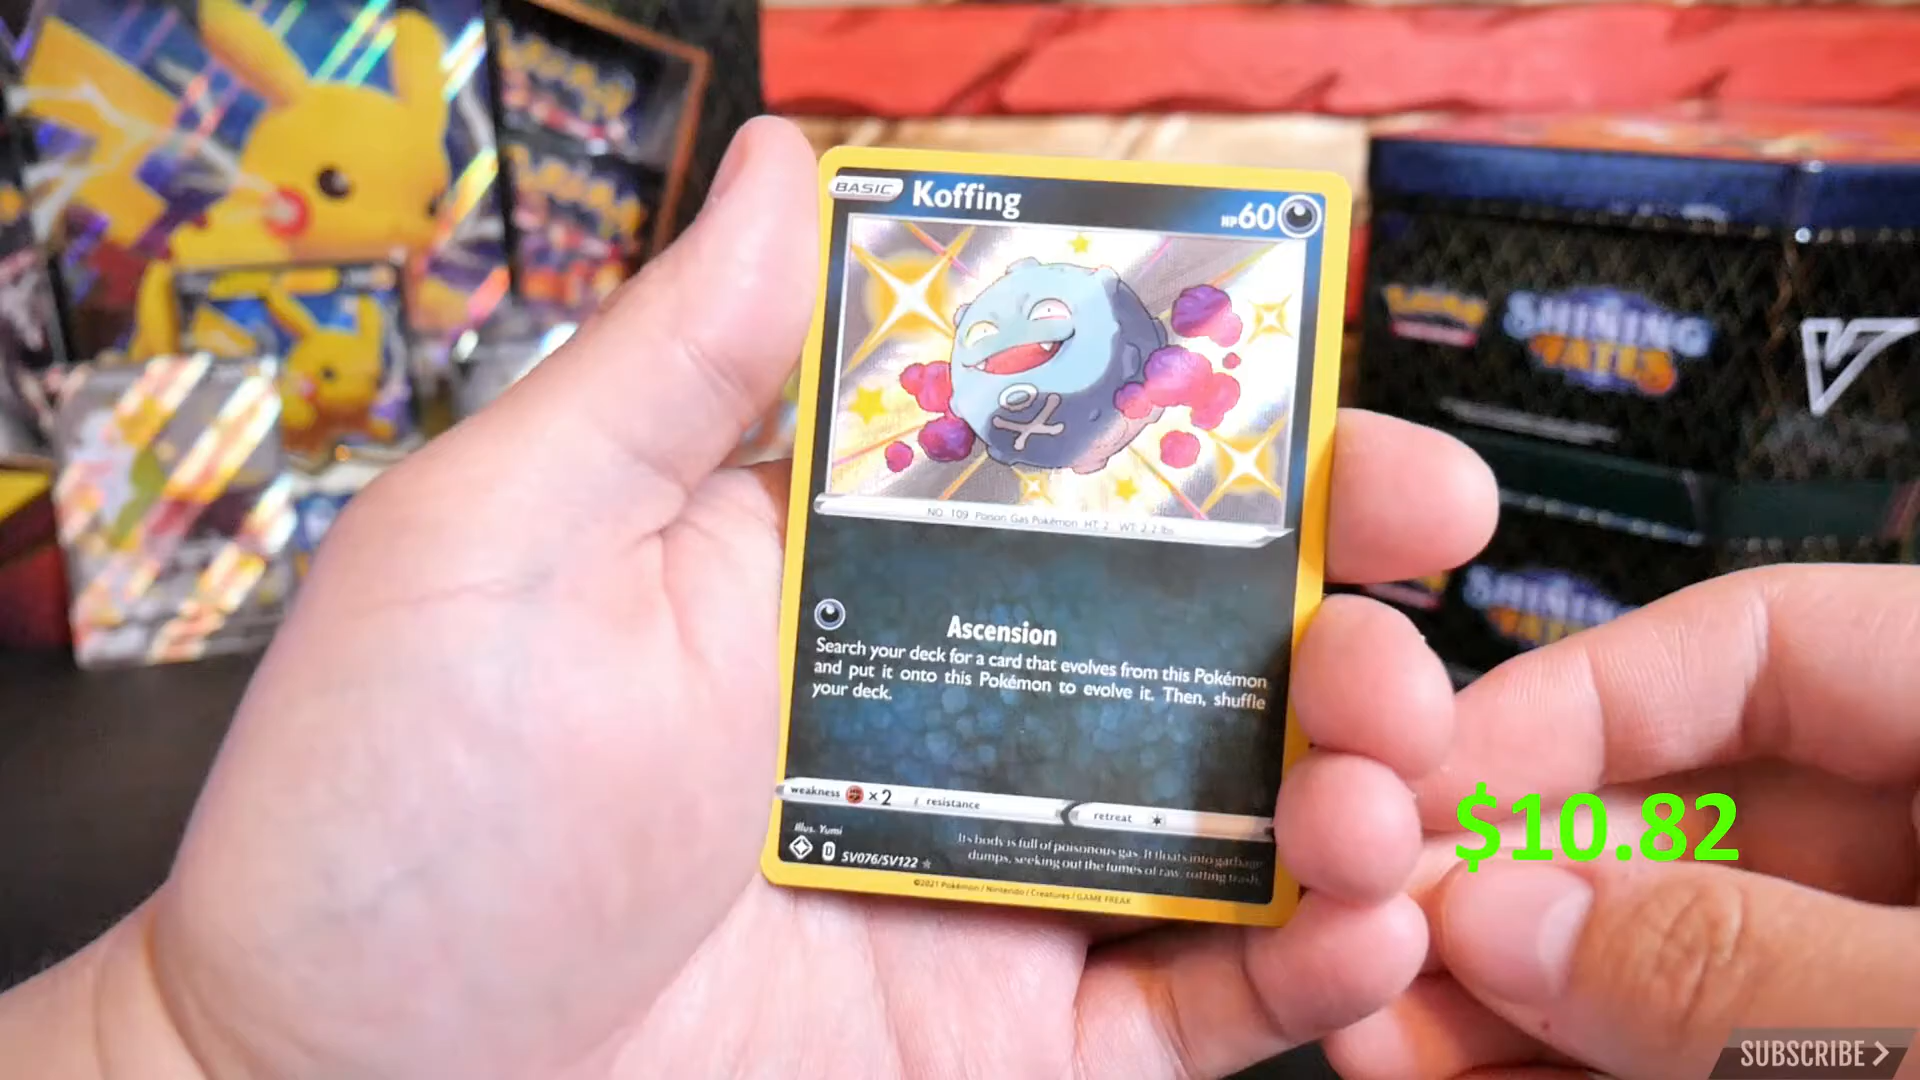 BASIC Koffing HP60
NO. 109 Poison Gas Pokémon HT: 2 WT: 2.2 lbs
Ascension
Search your deck for a card that evolves from this Pokémon
and put it onto this Pokémon to evolve it. Then, shuffle
your deck.
weakness ×2 resistance retreat
Illus. Yumi
D SV076/SV122
Its body is full of poisonous gas. It floats into garbage
dumps, seeking out the fumes of raw, rotting trash.
©2021 Pokémon / Nintendo / Creatures / GAME FREAK
Pokémon
Pokémon
Pokémon
SHINING
FATES
V
SHINING
$10.82
SUBSCRIBE >